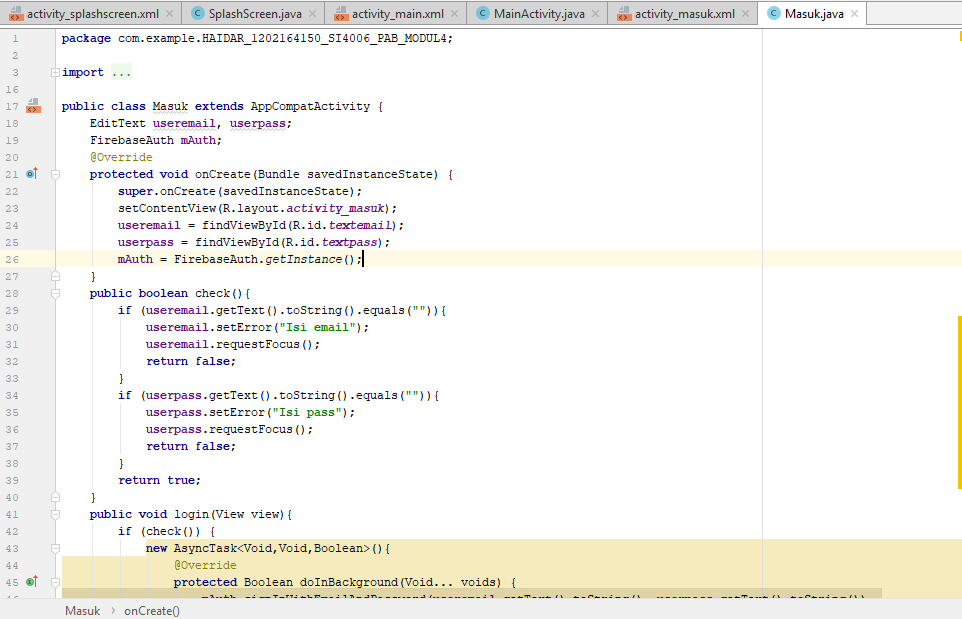 activity_splashscreen.xml × SplashScreen.java × activity_main.xml × MainActivity.java × activity_masuk.xml × Masuk.java ×
1 package com.example.HAIDAR_1202164150_SI4006_PAB_MODUL4;
2
3 import ...
16
17 public class Masuk extends AppCompatActivity {
18 EditText useremail, userpass;
19 FirebaseAuth mAuth;
20 @Override
21 protected void onCreate(Bundle savedInstanceState) {
22 super.onCreate(savedInstanceState);
23 setContentView(R.layout.activity_masuk);
24 useremail = findViewById(R.id.textemail);
25 userpass = findViewById(R.id.textpass);
26 mAuth = FirebaseAuth.getInstance();
27 }
28 public boolean check(){
29 if (useremail.getText().toString().equals("")){
30 useremail.setError("Isi email");
31 useremail.requestFocus();
32 return false;
33 }
34 if (userpass.getText().toString().equals("")){
35 userpass.setError("Isi pass");
36 userpass.requestFocus();
37 return false;
38 }
39 return true;
40 }
41 public void login(View view){
42 if (check()) {
43 new AsyncTask<Void,Void,Boolean>(){
44 @Override
45 protected Boolean doInBackground(Void... voids) {
Masuk > onCreate()